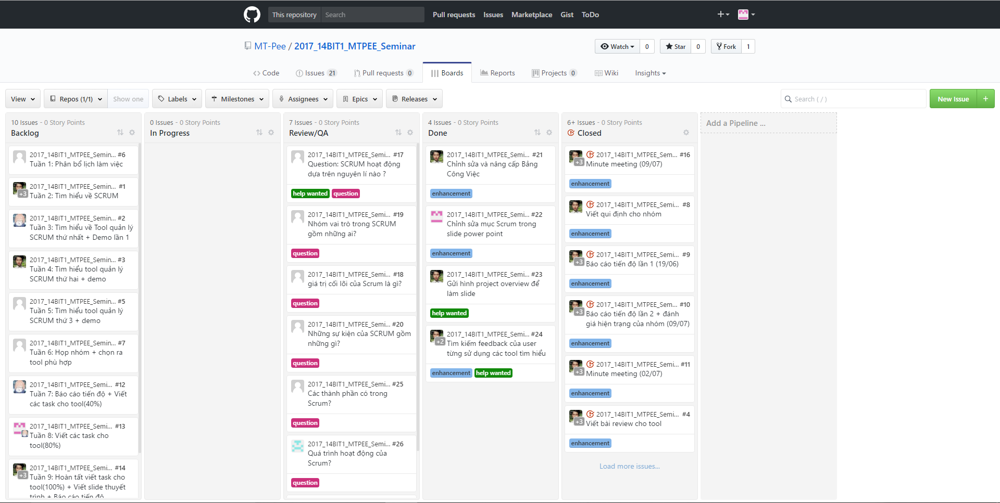 This repository Search Pull requests Issues Marketplace Gist ToDo
MT-Pee / 2017_14BIT1_MTPEE_Seminar
Watch 0 Star 0 Fork 1
Code Issues 21 Pull requests 0 Boards Reports Projects 0 Wiki Insights
View Repos (1/1) Show one Labels Milestones Assignees Epics Releases Search ( / ) New Issue +
10 Issues - 0 Story Points
Backlog
2017_14BIT1_MTPEE_Semin... #6
Tuần 1: Phân bổ lịch làm việc
2017_14BIT1_MTPEE_Semin... #1
+3
Tuần 2: Tìm hiểu về SCRUM
2017_14BIT1_MTPEE_Semin... #2
Tuần 3: Tìm hiểu về Tool quản lý
SCRUM thứ nhất + Demo lần 1
2017_14BIT1_MTPEE_Semin... #3
Tuần 4: Tìm hiểu tool quản lý
SCRUM thứ hai + demo
2017_14BIT1_MTPEE_Semin... #5
Tuần 5: Tìm hiểu tool quản lý
SCRUM thứ 3 + demo
2017_14BIT1_MTPEE_Semin... #7
Tuần 6: Họp nhóm + chọn ra
tool phù hợp
2017_14BIT1_MTPEE_Semi... #12
Tuần 7: Báo cáo tiến độ + Viết
các task cho tool(40%)
2017_14BIT1_MTPEE_Semi... #13
Tuần 8: Viết các task cho
tool(80%)
2017_14BIT1_MTPEE_Semi... #14
+3
Tuần 9: Hoàn tất viết task cho
tool(100%) + Viết slide thuyết
trình + Báo cáo tiến độ
0 Issues - 0 Story Points
In Progress
7 Issues - 0 Story Points
Review/QA
2017_14BIT1_MTPEE_Semi... #17
Question: SCRUM hoạt động
dựa trên nguyên lí nào ?
help wanted question
2017_14BIT1_MTPEE_Semi... #19
Nhóm vai trò trong SCRUM
gồm những ai?
question
2017_14BIT1_MTPEE_Semi... #18
giá trị cối lõi của Scrum là gì?
question
2017_14BIT1_MTPEE_Semi... #20
Những sự kiện của SCRUM gồm
những gì?
question
2017_14BIT1_MTPEE_Semi... #25
Các thành phần có trong
Scrum?
question
2017_14BIT1_MTPEE_Semi... #26
Quá trình hoạt động của
Scrum?
question
4 Issues - 0 Story Points
Done
2017_14BIT1_MTPEE_Semi... #21
Chỉnh sửa và nâng cấp Bảng
Công Việc
enhancement
2017_14BIT1_MTPEE_Semi... #22
Chỉnh sửa mục Scrum trong
slide power point
enhancement
2017_14BIT1_MTPEE_Semi... #23
Gửi hình project overview để
làm slide
help wanted
2017_14BIT1_MTPEE_Semi... #24
+2
Tìm kiếm feedback của user
từng sử dụng các tool tìm hiểu
enhancement help wanted
6+ Issues - 0 Story Points
Closed
2017_14BIT1_MTPEE_Sem... #16
+3
Minute meeting (09/07)
enhancement
2017_14BIT1_MTPEE_Semi... #8
Viết qui định cho nhóm
enhancement
2017_14BIT1_MTPEE_Semi... #9
+3
Báo cáo tiến độ lần 1 (19/06)
enhancement
2017_14BIT1_MTPEE_Sem... #10
+3
Báo cáo tiến độ lần 2 + đánh
giá hiện trạng của nhóm (09/07)
enhancement
2017_14BIT1_MTPEE_Semi... #11
+3
Minute meeting (02/07)
enhancement
2017_14BIT1_MTPEE_Semi... #4
+3
Viết bài review cho tool
enhancement
Load more issues...
Add a Pipeline ...